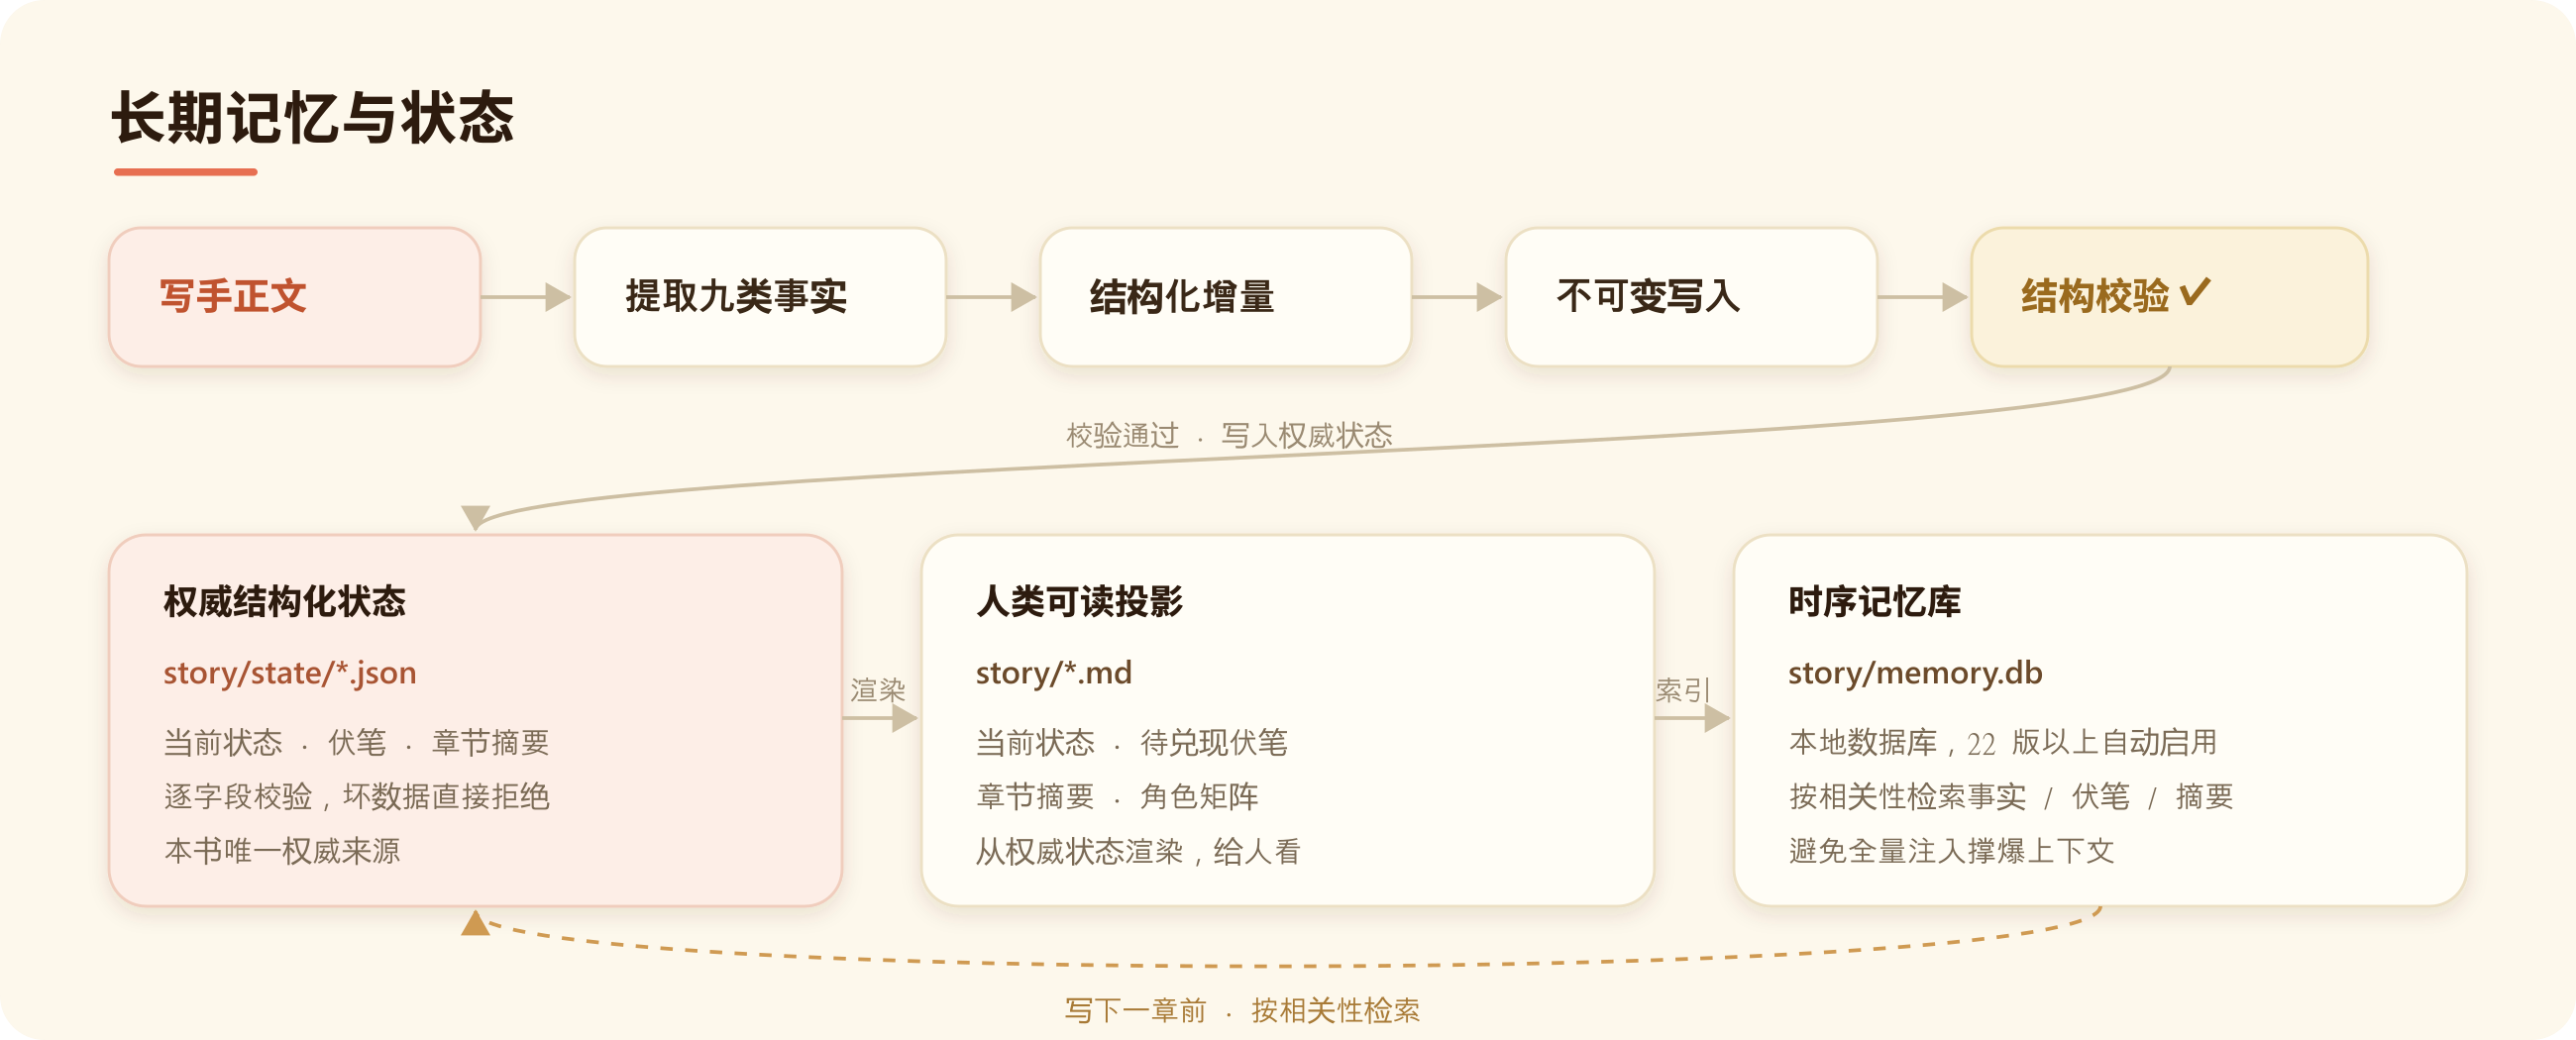 长期记忆与状态
写手正文
提取九类事实
结构化增量
不可变写入
结构校验 ✓
校验通过 · 写入权威状态
权威结构化状态
story/state/*.json
当前状态 · 伏笔 · 章节摘要
逐字段校验，坏数据直接拒绝
本书唯一权威来源
渲染
人类可读投影
story/*.md
当前状态 · 待兑现伏笔
章节摘要 · 角色矩阵
从权威状态渲染，给人看
索引
时序记忆库
story/memory.db
本地数据库，22 版以上自动启用
按相关性检索事实 / 伏笔 / 摘要
避免全量注入撑爆上下文
写下一章前 · 按相关性检索